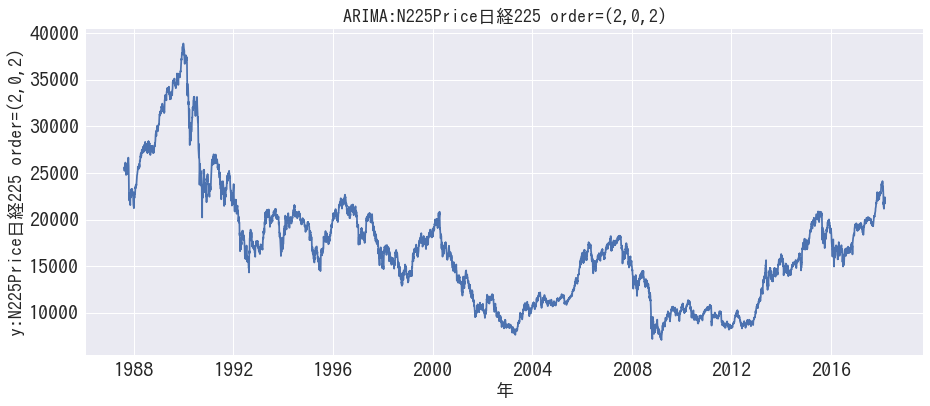 ARIMA:N225Price日経225 order=(2,0,2)
y:N225Price日経225 order=(2,0,2)
40000
35000
30000
25000
20000
15000
10000
1988 1992 1996 2000 2004 2008 2012 2016
年